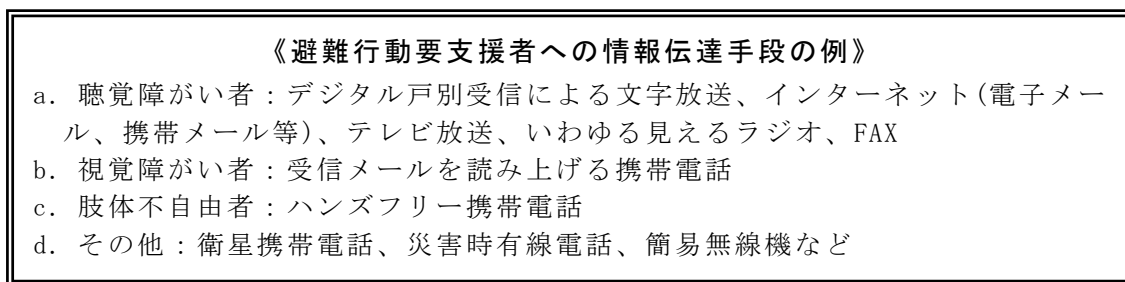 《避難行動要支援者への情報伝達手段の例》
a. 聴覚障がい者：デジタル戸別受信による文字放送、インターネット(電子メー
ル、携帯メール等)、テレビ放送、いわゆる見えるラジオ、FAX
b. 視覚障がい者：受信メールを読み上げる携帯電話
c. 肢体不自由者：ハンズフリー携帯電話
d. その他：衛星携帯電話、災害時有線電話、簡易無線機など